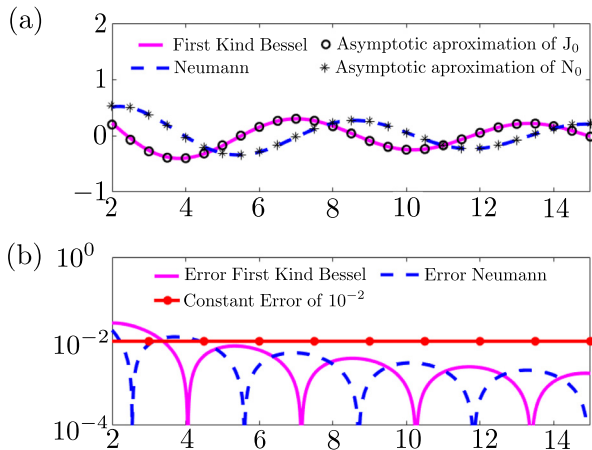 (a)
2
First Kind Bessel
Asymptotic aproximation of J₀
Neumann
Asymptotic aproximation of N₀
1
0
−1
2 4 6 8 10 12 14
(b)
10⁰
Error First Kind Bessel
Error Neumann
Constant Error of 10⁻²
10⁻²
10⁻⁴
2 4 6 8 10 12 14